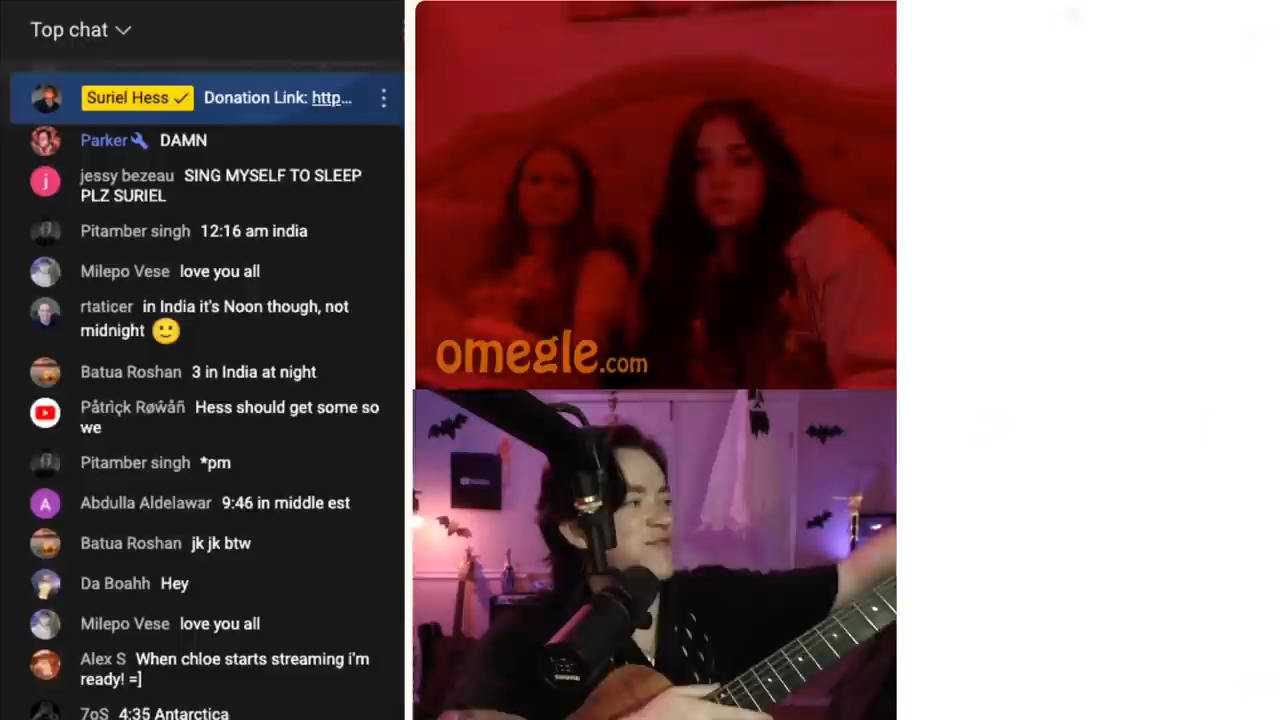 Top chat
Suriel Hess Donation Link: http...
Parker DAMN
jessy bezeau SING MYSELF TO SLEEP
PLZ SURIEL
Pitamber singh 12:16 am india
Milepo Vese love you all
rtaticer in India it's Noon though, not
midnight 🙂
Batua Roshan 3 in India at night
Påtrìçk Røŵåñ Hess should get some so
we
Pitamber singh *pm
A Abdulla Aldelawar 9:46 in middle est
Batua Roshan jk jk btw
Da Boahh Hey
Milepo Vese love you all
Alex S When chloe starts streaming i'm
ready! =]
7oS 4:35 Antarctica
omegle.com